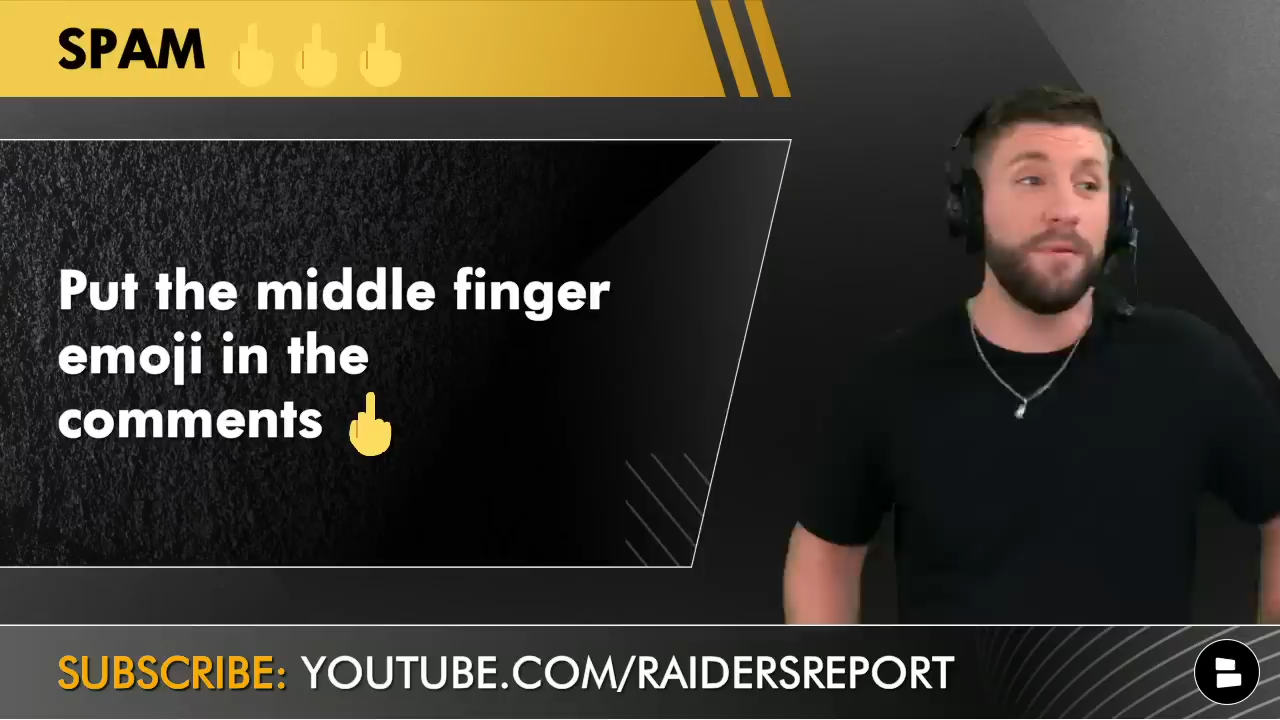 SPAM 🖕🖕🖕
Put the middle finger
emoji in the
comments 🖕
SUBSCRIBE: YOUTUBE.COM/RAIDERSREPORT